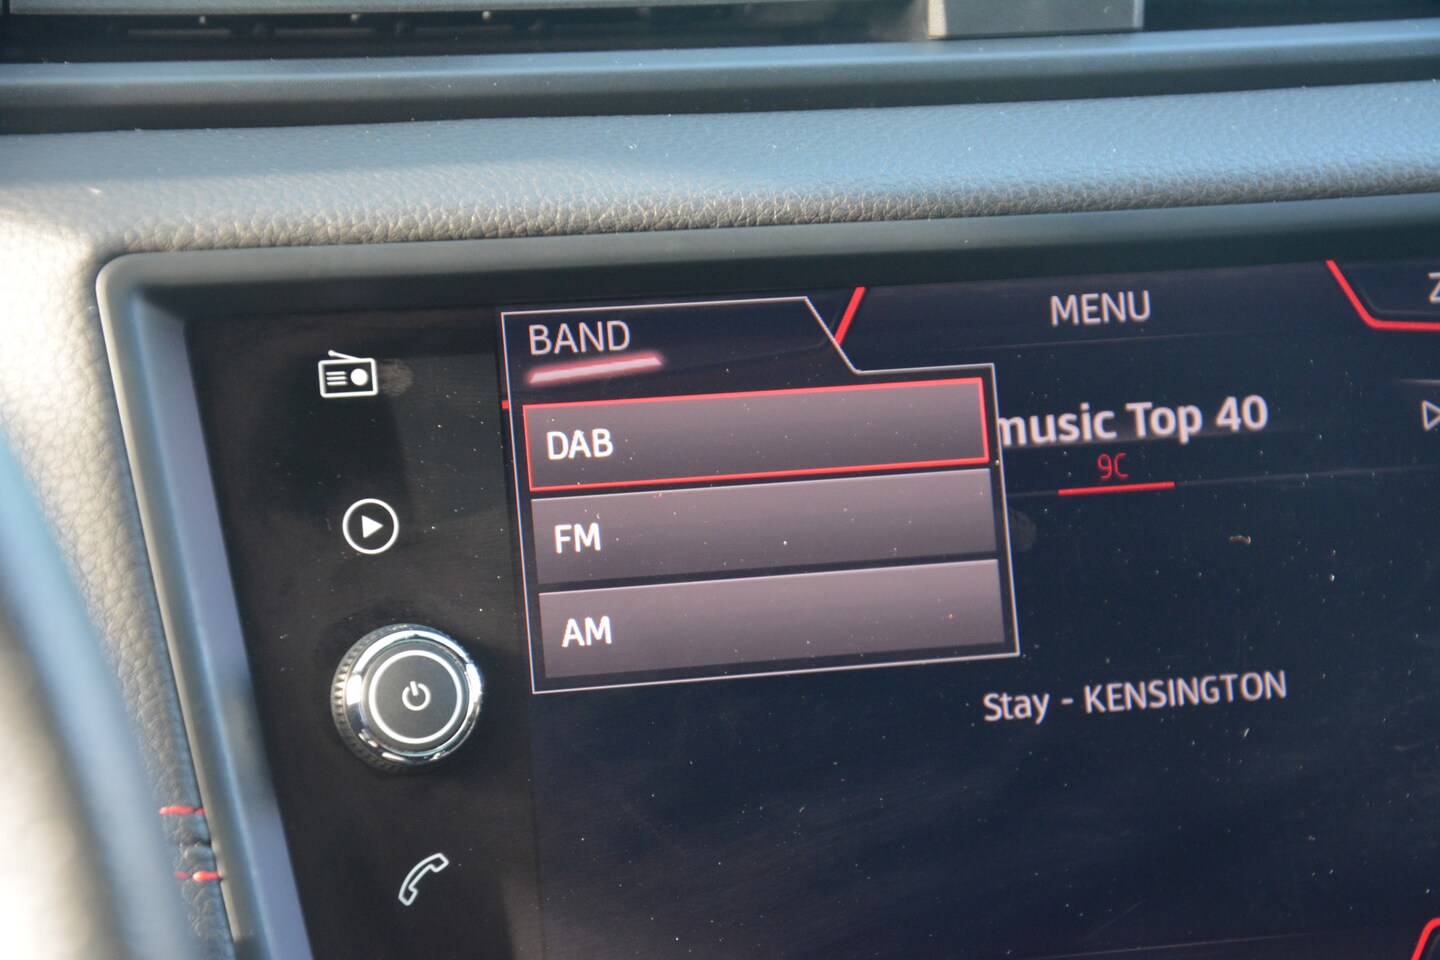 BAND
MENU
DAB
music Top 40
9C
FM
AM
Stay - KENSINGTON